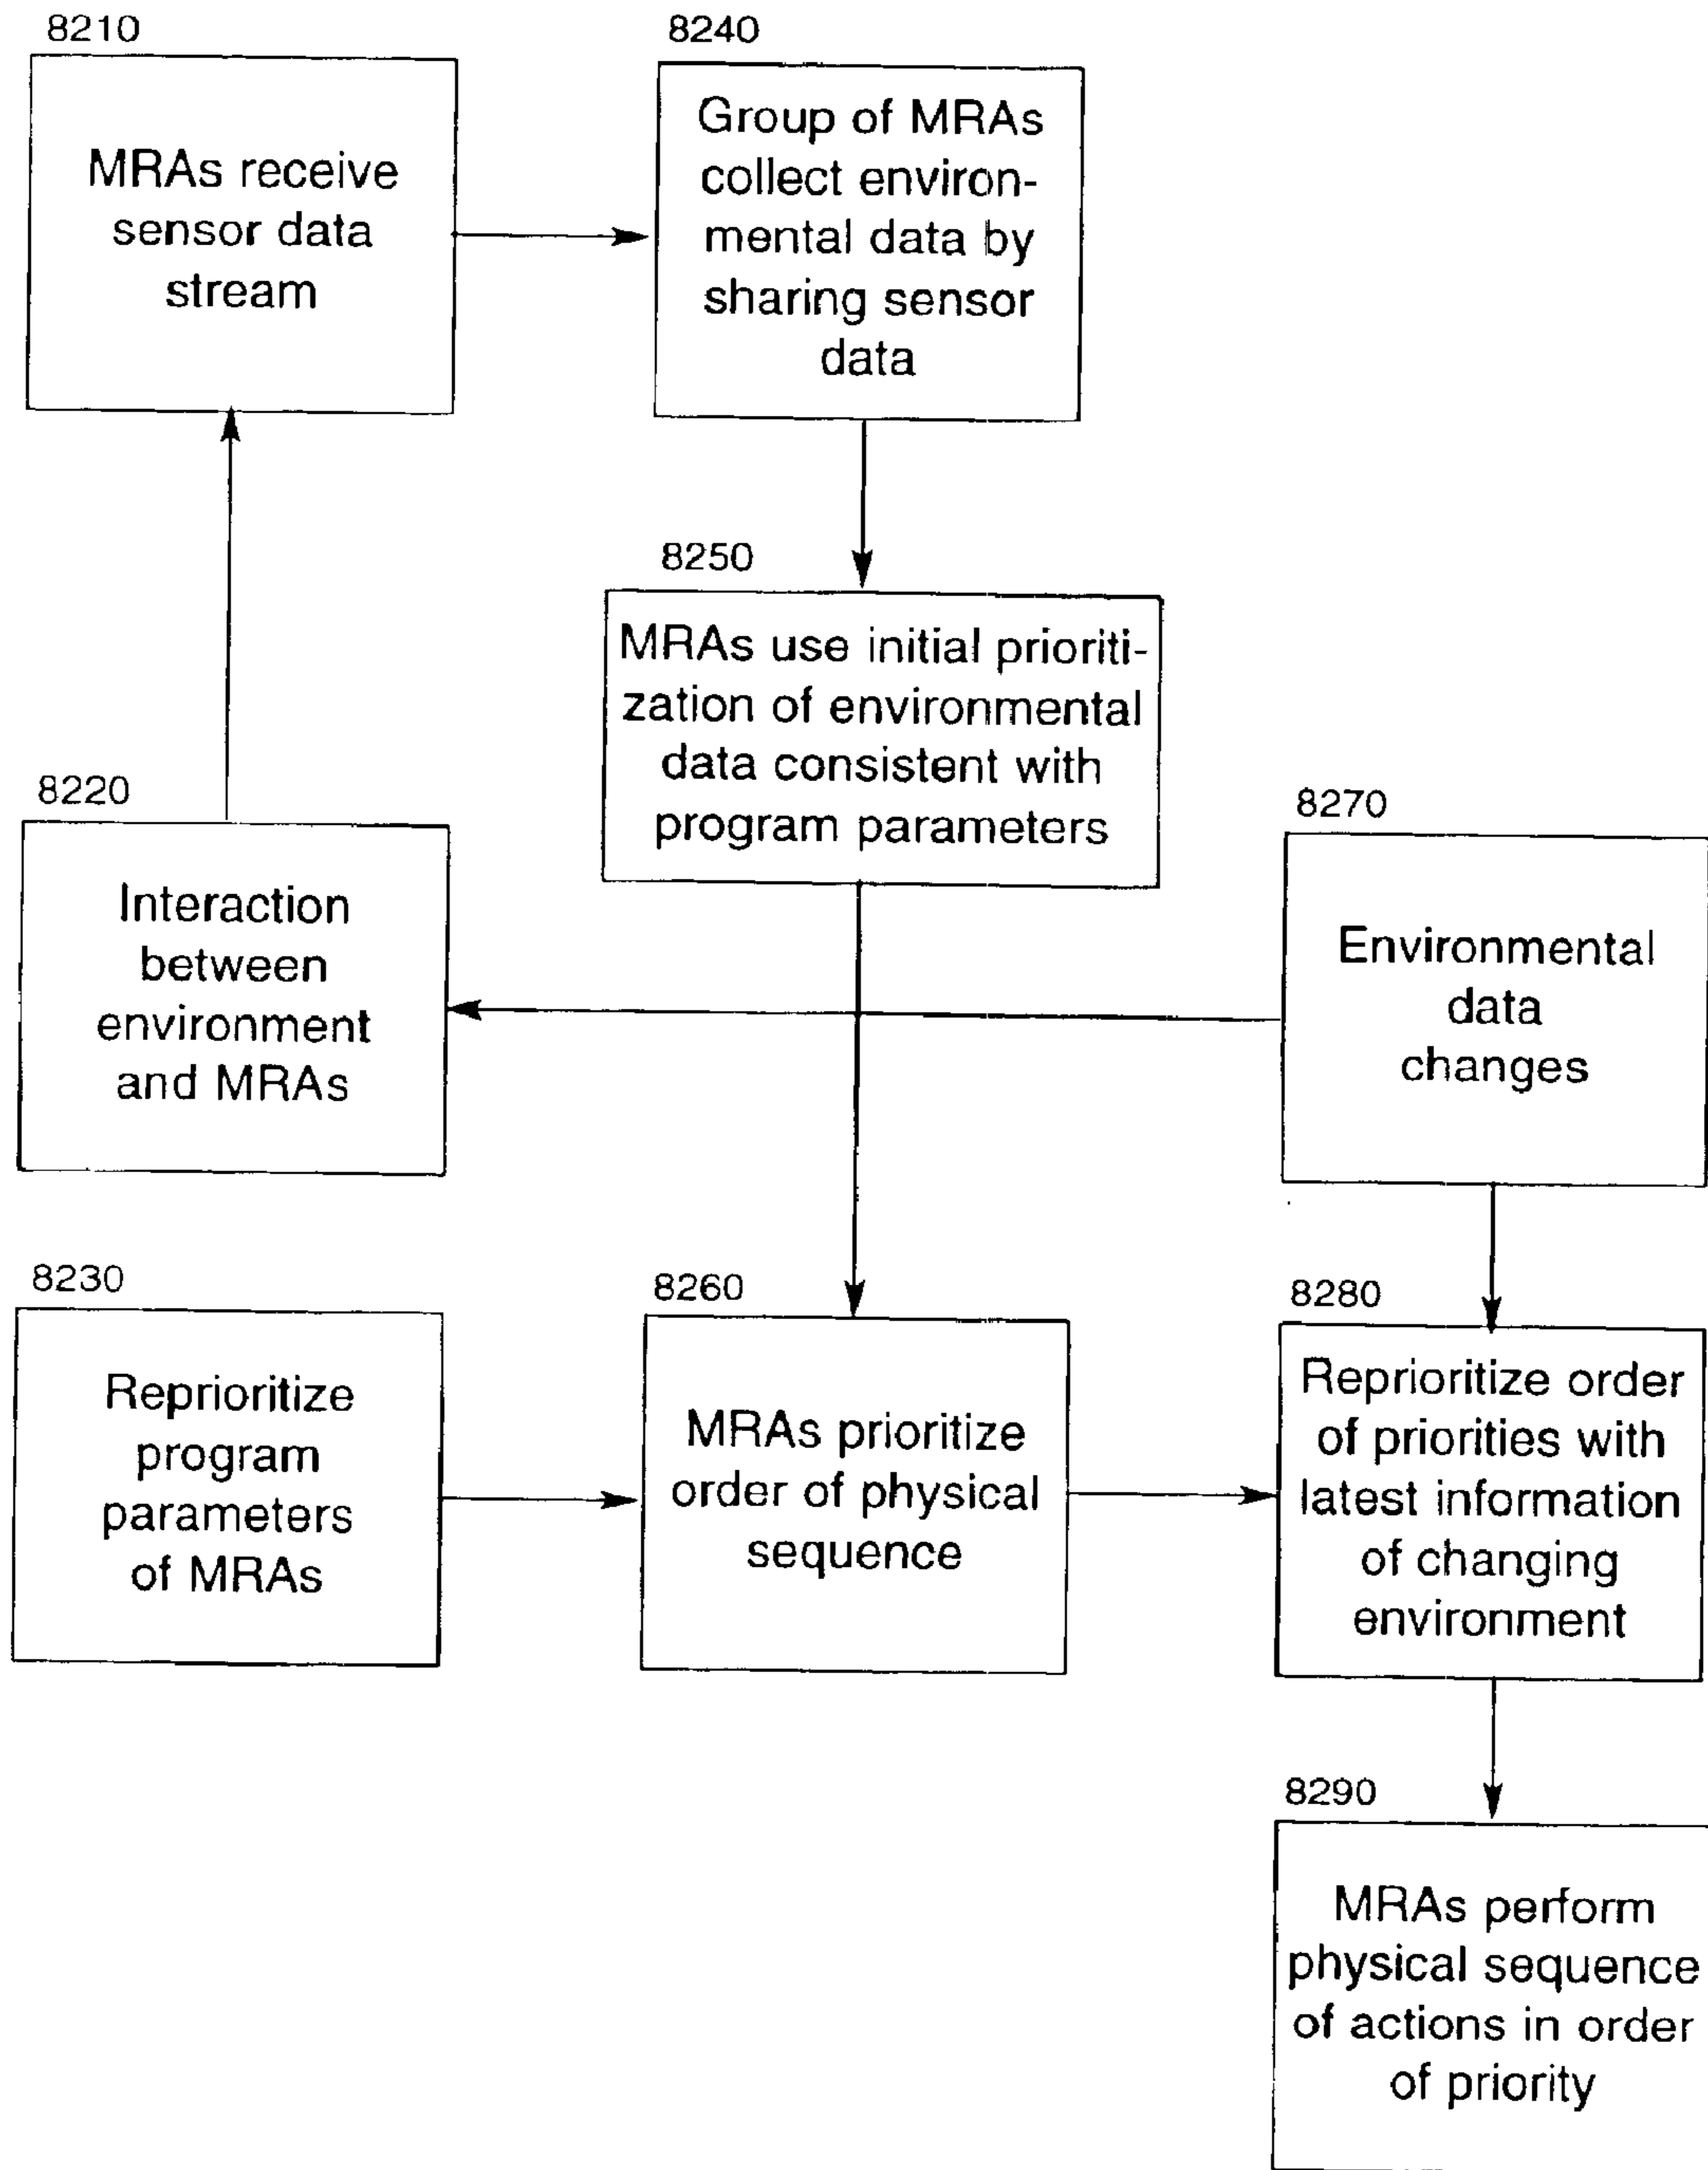 8210
MRAs receive
sensor data
stream
8240
Group of MRAs
collect environ-
mental data by
sharing sensor
data
8250
MRAs use initial prioriti-
zation of environmental
data consistent with
program parameters
8220
Interaction
between
environment
and MRAs
8270
Environmental
data
changes
8230
Reprioritize
program
parameters
of MRAs
8260
MRAs prioritize
order of physical
sequence
8280
Reprioritize order
of priorities with
latest information
of changing
environment
8290
MRAs perform
physical sequence
of actions in order
of priority